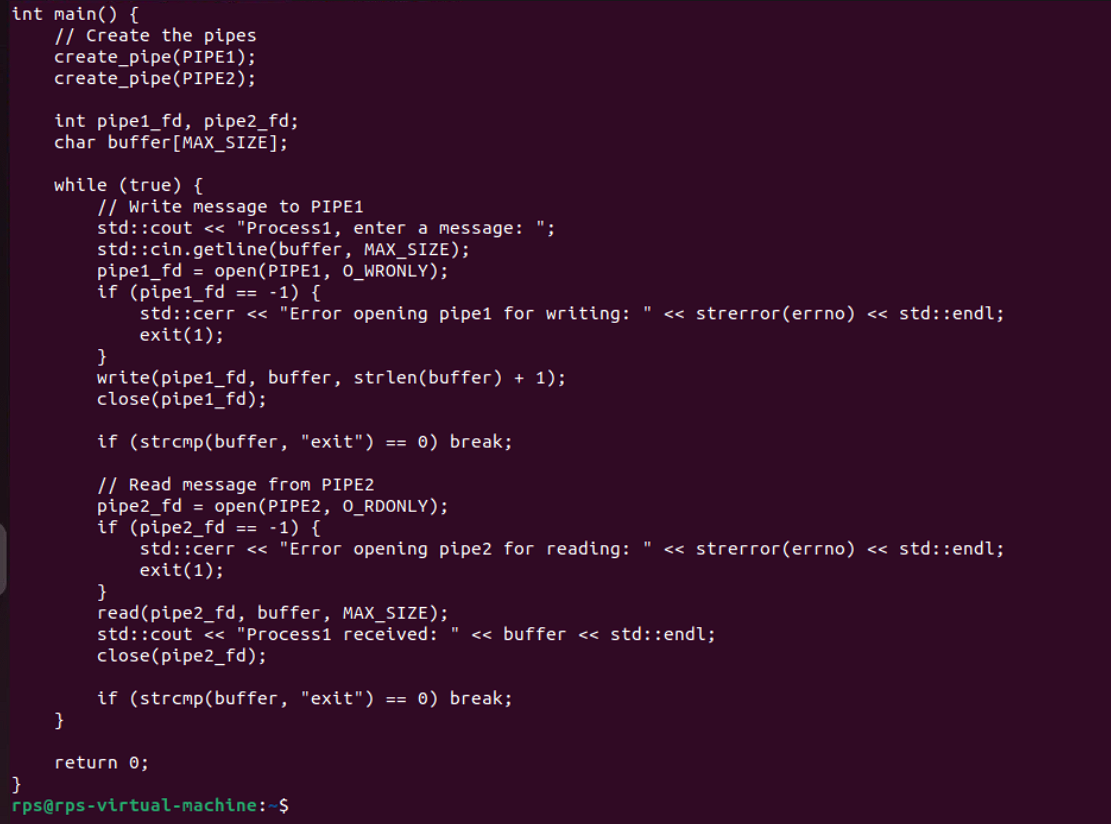 int main() {
    // Create the pipes
    create_pipe(PIPE1);
    create_pipe(PIPE2);

    int pipe1_fd, pipe2_fd;
    char buffer[MAX_SIZE];

    while (true) {
        // Write message to PIPE1
        std::cout << "Process1, enter a message: ";
        std::cin.getline(buffer, MAX_SIZE);
        pipe1_fd = open(PIPE1, O_WRONLY);
        if (pipe1_fd == -1) {
            std::cerr << "Error opening pipe1 for writing: " << strerror(errno) << std::endl;
            exit(1);
        }
        write(pipe1_fd, buffer, strlen(buffer) + 1);
        close(pipe1_fd);

        if (strcmp(buffer, "exit") == 0) break;

        // Read message from PIPE2
        pipe2_fd = open(PIPE2, O_RDONLY);
        if (pipe2_fd == -1) {
            std::cerr << "Error opening pipe2 for reading: " << strerror(errno) << std::endl;
            exit(1);
        }
        read(pipe2_fd, buffer, MAX_SIZE);
        std::cout << "Process1 received: " << buffer << std::endl;
        close(pipe2_fd);

        if (strcmp(buffer, "exit") == 0) break;
    }

    return 0;
}
rps@rps-virtual-machine:~$